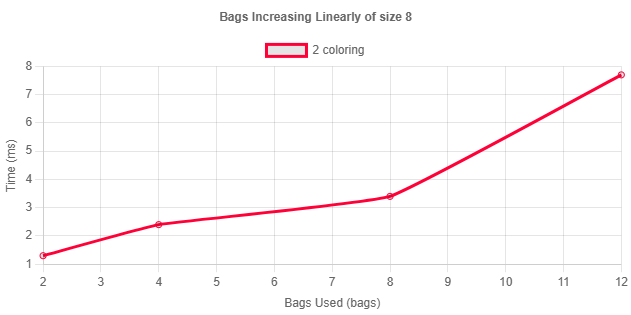 Bags Increasing Linearly of size 8
2 coloring
8
7
6
5
4
3
2
1
Time (ms)
2 3 4 5 6 7 8 9 10 11 12
Bags Used (bags)